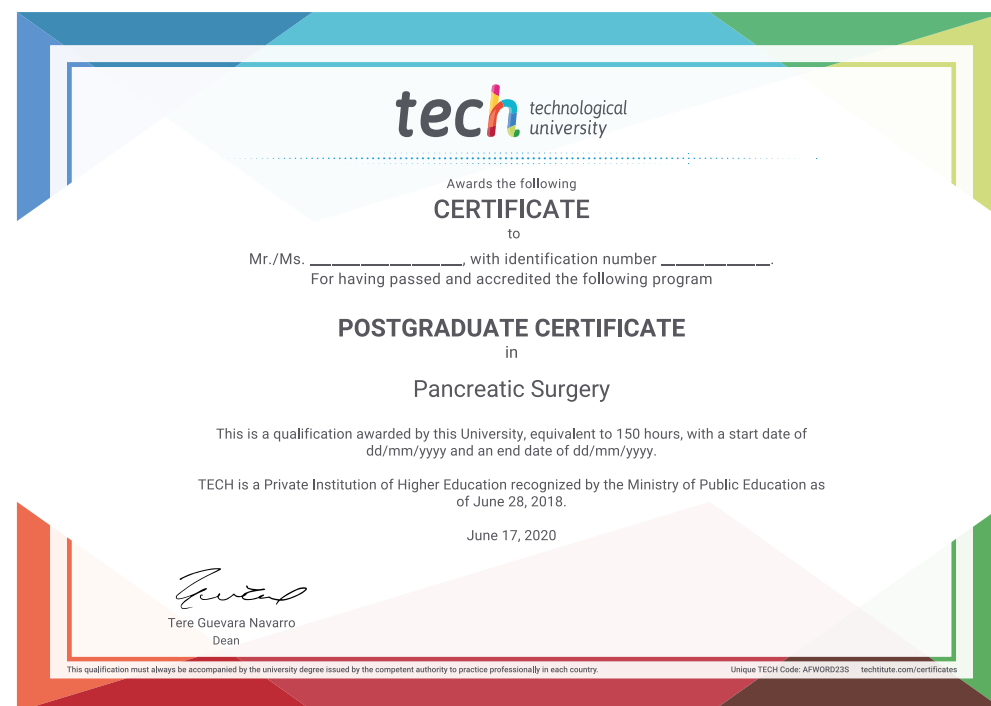 tech technological
university
Awards the following
CERTIFICATE
to
Mr./Ms. ____________________, with identification number ______________.
For having passed and accredited the following program
POSTGRADUATE CERTIFICATE
in
Pancreatic Surgery
This is a qualification awarded by this University, equivalent to 150 hours, with a start date of
dd/mm/yyyy and an end date of dd/mm/yyyy.
TECH is a Private Institution of Higher Education recognized by the Ministry of Public Education as
of June 28, 2018.
June 17, 2020
Tere Guevara Navarro
Dean
This qualification must always be accompanied by the university degree issued by the competent authority to practice professionally in each country.
Unique TECH Code: AFWORD23S techtitute.com/certificates